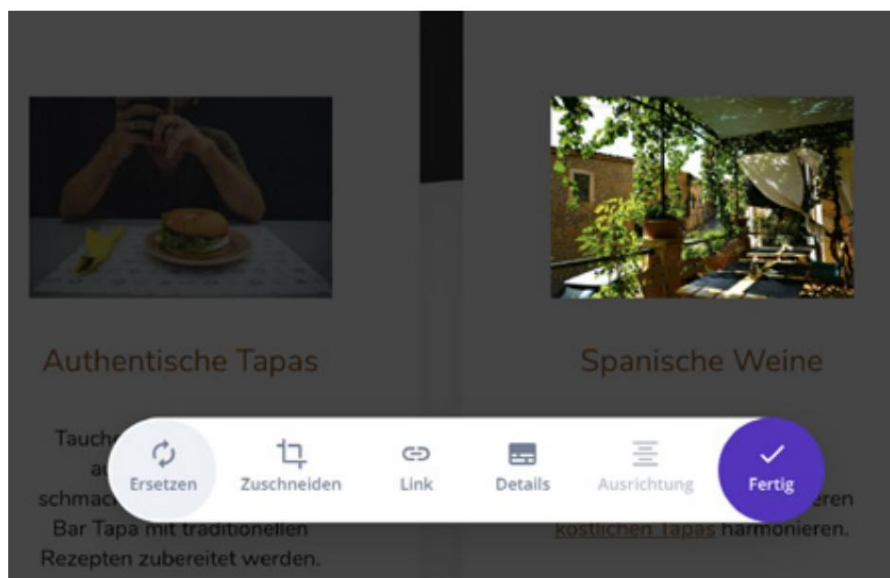 Authentische Tapas
Spanische Weine
Tauche
au
schmac
Bar Tapa mit traditionellen
Rezepten zubereitet werden.
eren
köstlichen Tapas harmonieren.
Ersetzen
Zuschneiden
Link
Details
Ausrichtung
Fertig